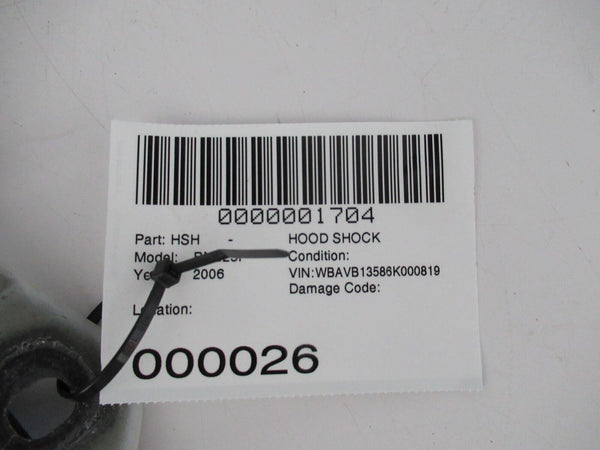 0000001704
Part: HSH - HOOD SHOCK
Model: Condition:
2006 VIN:WBAVB13586K000819
Damage Code:
Location:
000026